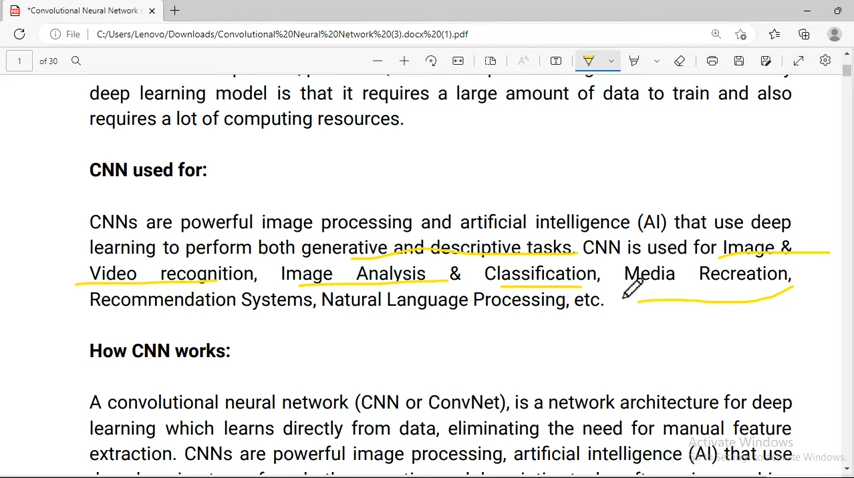 *Convolutional Neural Network (
File
C:/Users/Lenovo/Downloads/Convolutional%20Neural%20Network%20(3).docx%20(1).pdf
1 of 30
deep learning model is that it requires a large amount of data to train and also
requires a lot of computing resources.
CNN used for:
CNNs are powerful image processing and artificial intelligence (AI) that use deep
learning to perform both generative and descriptive tasks. CNN is used for Image &
Video recognition, Image Analysis & Classification, Media Recreation,
Recommendation Systems, Natural Language Processing, etc.
How CNN works:
A convolutional neural network (CNN or ConvNet), is a network architecture for deep
learning which learns directly from data, eliminating the need for manual feature
extraction. CNNs are powerful image processing, artificial intelligence (AI) that use
Activate Windows
Windows.